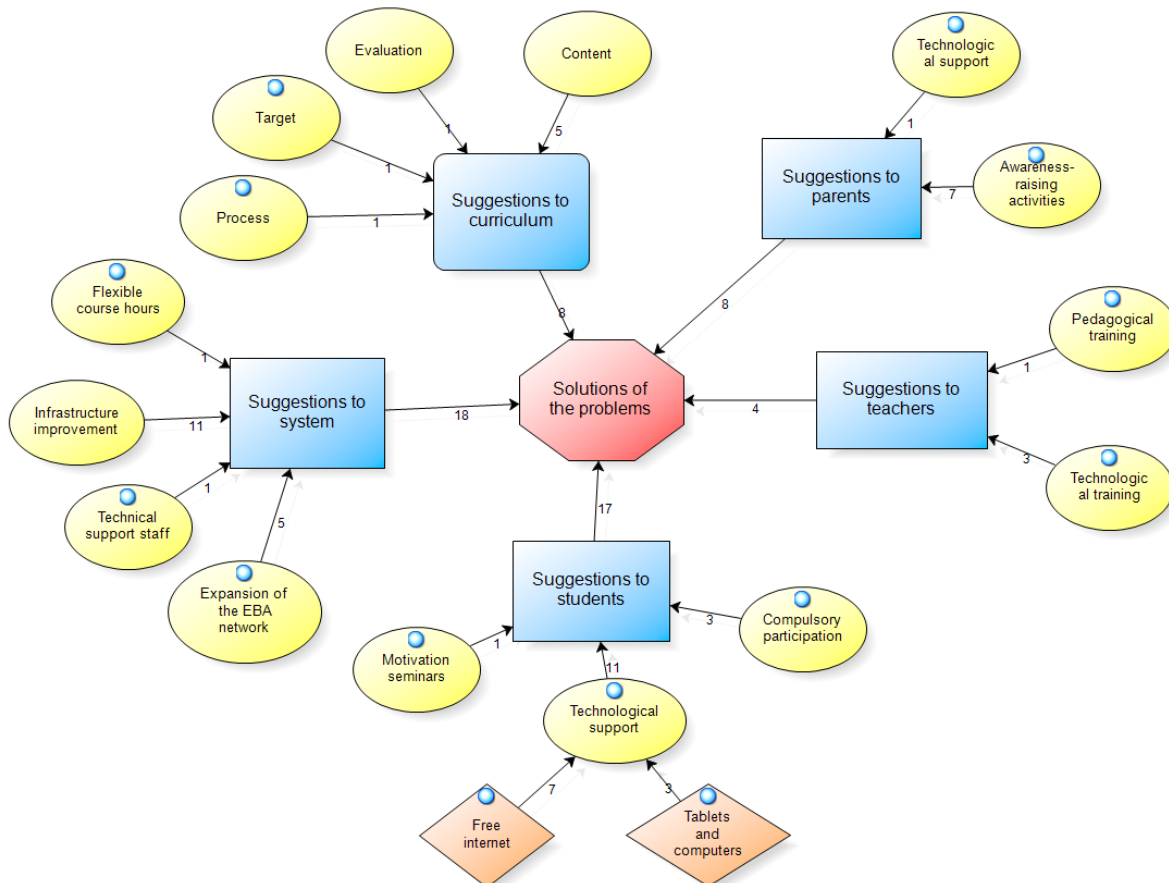 Evaluation
Content
Technologic
al support
Target
1
5
1
1
Suggestions to
curriculum
Suggestions to
parents
Awareness-
raising
activities
7
Process
1
Flexible
course hours
8
8
Pedagogical
training
1
1
Infrastructure
improvement
11
Suggestions to
system
18
Solutions of
the problems
4
Suggestions to
teachers
3
Technologic
al training
1
Technical
support staff
5
17
Expansion of
the EBA
network
Suggestions to
students
3
Compulsory
participation
Motivation
seminars
1
11
Technological
support
7
3
Free
internet
Tablets and
computers